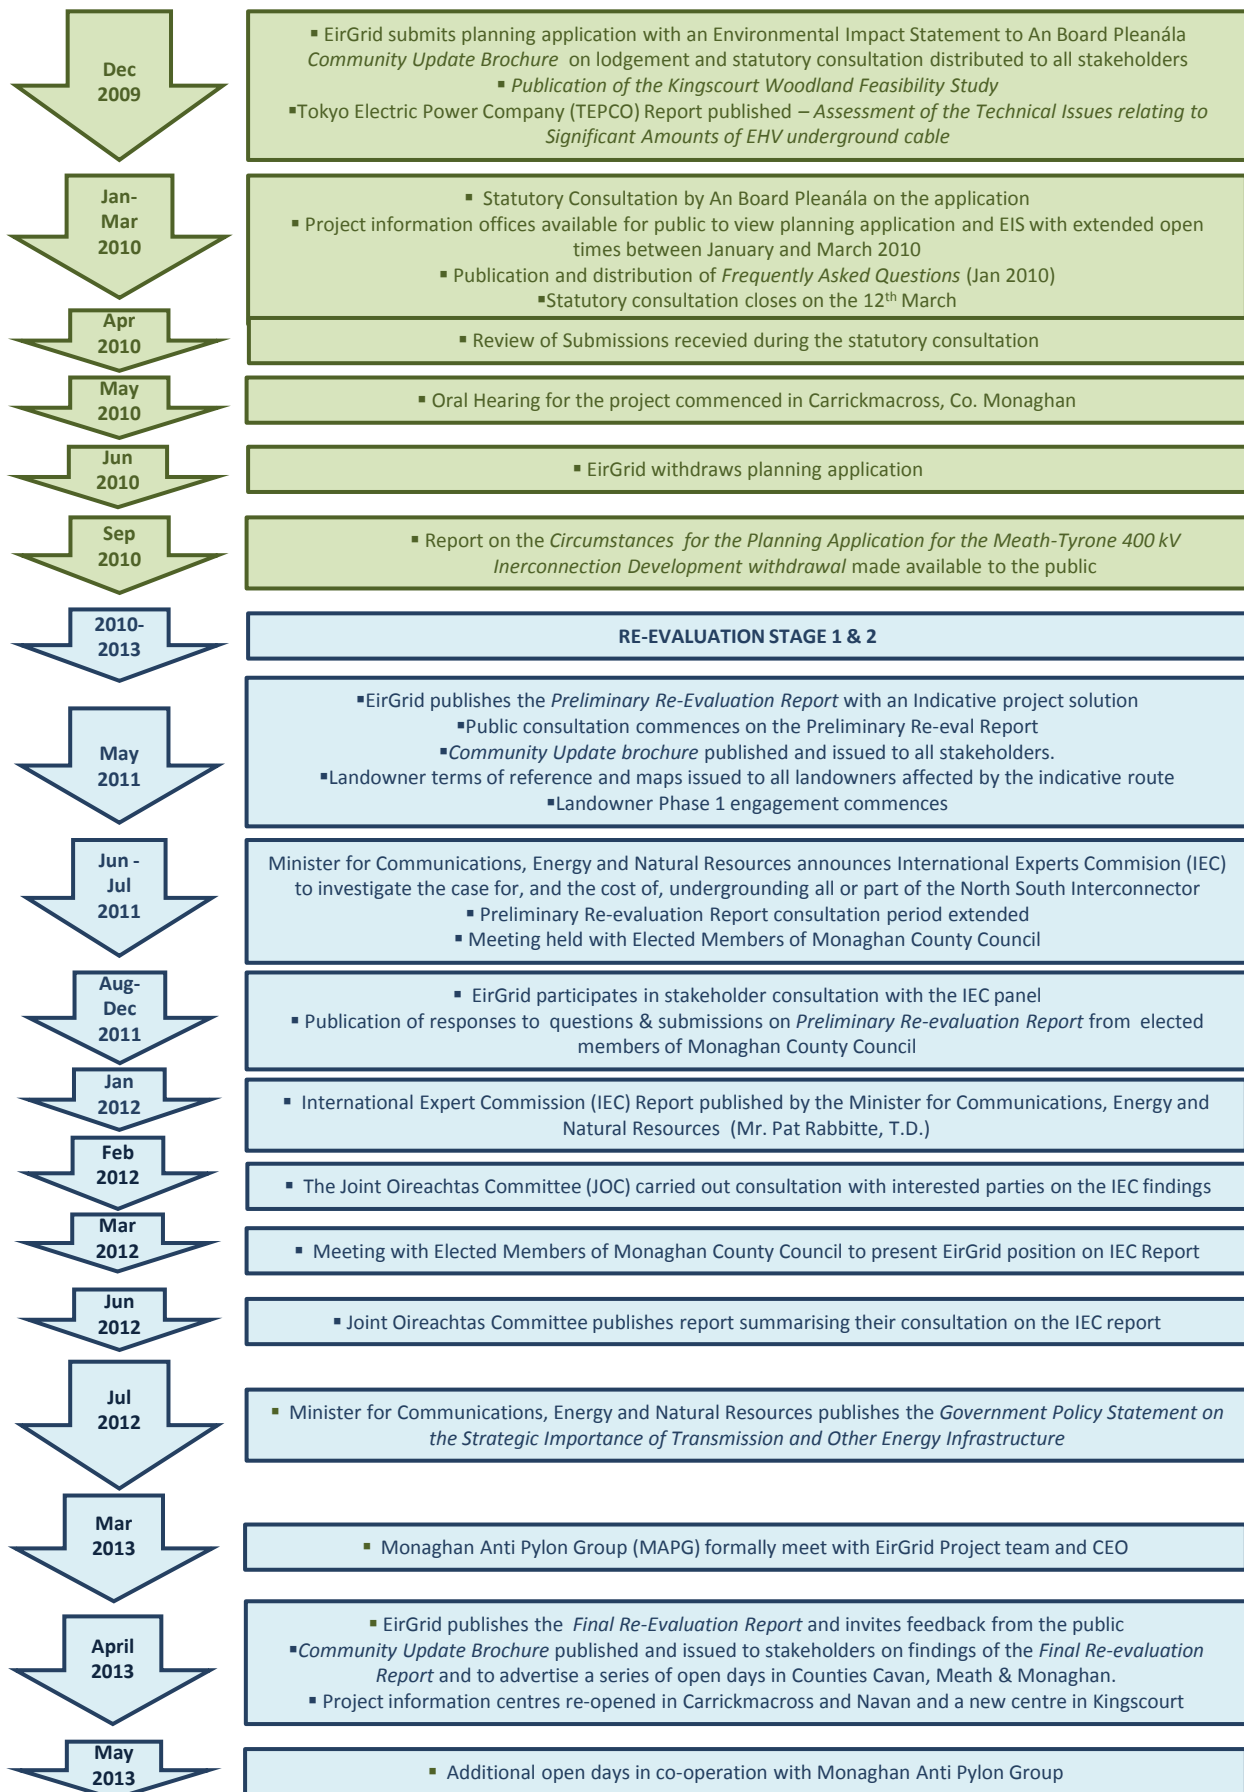 Dec
2009
▪ EirGrid submits planning application with an Environmental Impact Statement to An Board Pleanála
Community Update Brochure on lodgement and statutory consultation distributed to all stakeholders
▪ Publication of the Kingscourt Woodland Feasibility Study
▪Tokyo Electric Power Company (TEPCO) Report published – Assessment of the Technical Issues relating to
Significant Amounts of EHV underground cable
Jan-
Mar
2010
▪ Statutory Consultation by An Board Pleanála on the application
▪ Project information offices available for public to view planning application and EIS with extended open
times between January and March 2010
▪ Publication and distribution of Frequently Asked Questions (Jan 2010)
▪Statutory consultation closes on the 12th March
Apr
2010
▪ Review of Submissions recevied during the statutory consultation
May
2010
▪ Oral Hearing for the project commenced in Carrickmacross, Co. Monaghan
Jun
2010
▪ EirGrid withdraws planning application
Sep
2010
▪ Report on the Circumstances for the Planning Application for the Meath-Tyrone 400 kV
Inerconnection Development withdrawal made available to the public
2010-
2013
RE-EVALUATION STAGE 1 & 2
May
2011
▪EirGrid publishes the Preliminary Re-Evaluation Report with an Indicative project solution
▪Public consultation commences on the Preliminary Re-eval Report
▪Community Update brochure published and issued to all stakeholders.
▪Landowner terms of reference and maps issued to all landowners affected by the indicative route
▪Landowner Phase 1 engagement commences
Jun -
Jul
2011
Minister for Communications, Energy and Natural Resources announces International Experts Commision (IEC)
to investigate the case for, and the cost of, undergrounding all or part of the North South Interconnector
▪ Preliminary Re-evaluation Report consultation period extended
▪ Meeting held with Elected Members of Monaghan County Council
Aug-
Dec
2011
▪ EirGrid participates in stakeholder consultation with the IEC panel
▪ Publication of responses to questions & submissions on Preliminary Re-evaluation Report from elected
members of Monaghan County Council
Jan
2012
▪ International Expert Commission (IEC) Report published by the Minister for Communications, Energy and
Natural Resources (Mr. Pat Rabbitte, T.D.)
Feb
2012
▪ The Joint Oireachtas Committee (JOC) carried out consultation with interested parties on the IEC findings
Mar
2012
▪ Meeting with Elected Members of Monaghan County Council to present EirGrid position on IEC Report
Jun
2012
▪ Joint Oireachtas Committee publishes report summarising their consultation on the IEC report
Jul
2012
▪ Minister for Communications, Energy and Natural Resources publishes the Government Policy Statement on
the Strategic Importance of Transmission and Other Energy Infrastructure
Mar
2013
▪ Monaghan Anti Pylon Group (MAPG) formally meet with EirGrid Project team and CEO
April
2013
▪ EirGrid publishes the Final Re-Evaluation Report and invites feedback from the public
▪Community Update Brochure published and issued to stakeholders on findings of the Final Re-evaluation
Report and to advertise a series of open days in Counties Cavan, Meath & Monaghan.
▪ Project information centres re-opened in Carrickmacross and Navan and a new centre in Kingscourt
May
2013
▪ Additional open days in co-operation with Monaghan Anti Pylon Group